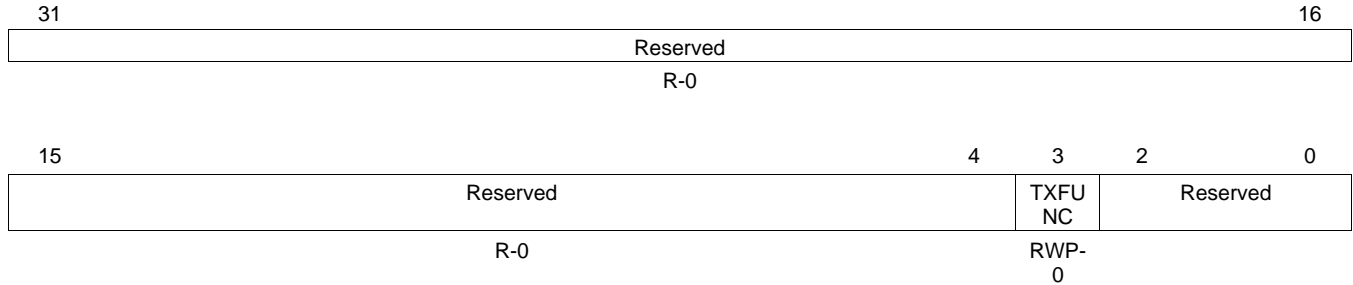 31 16
Reserved
R-0
15 4 3 2 0
Reserved TXFU Reserved
NC
R-0 RWP-
0